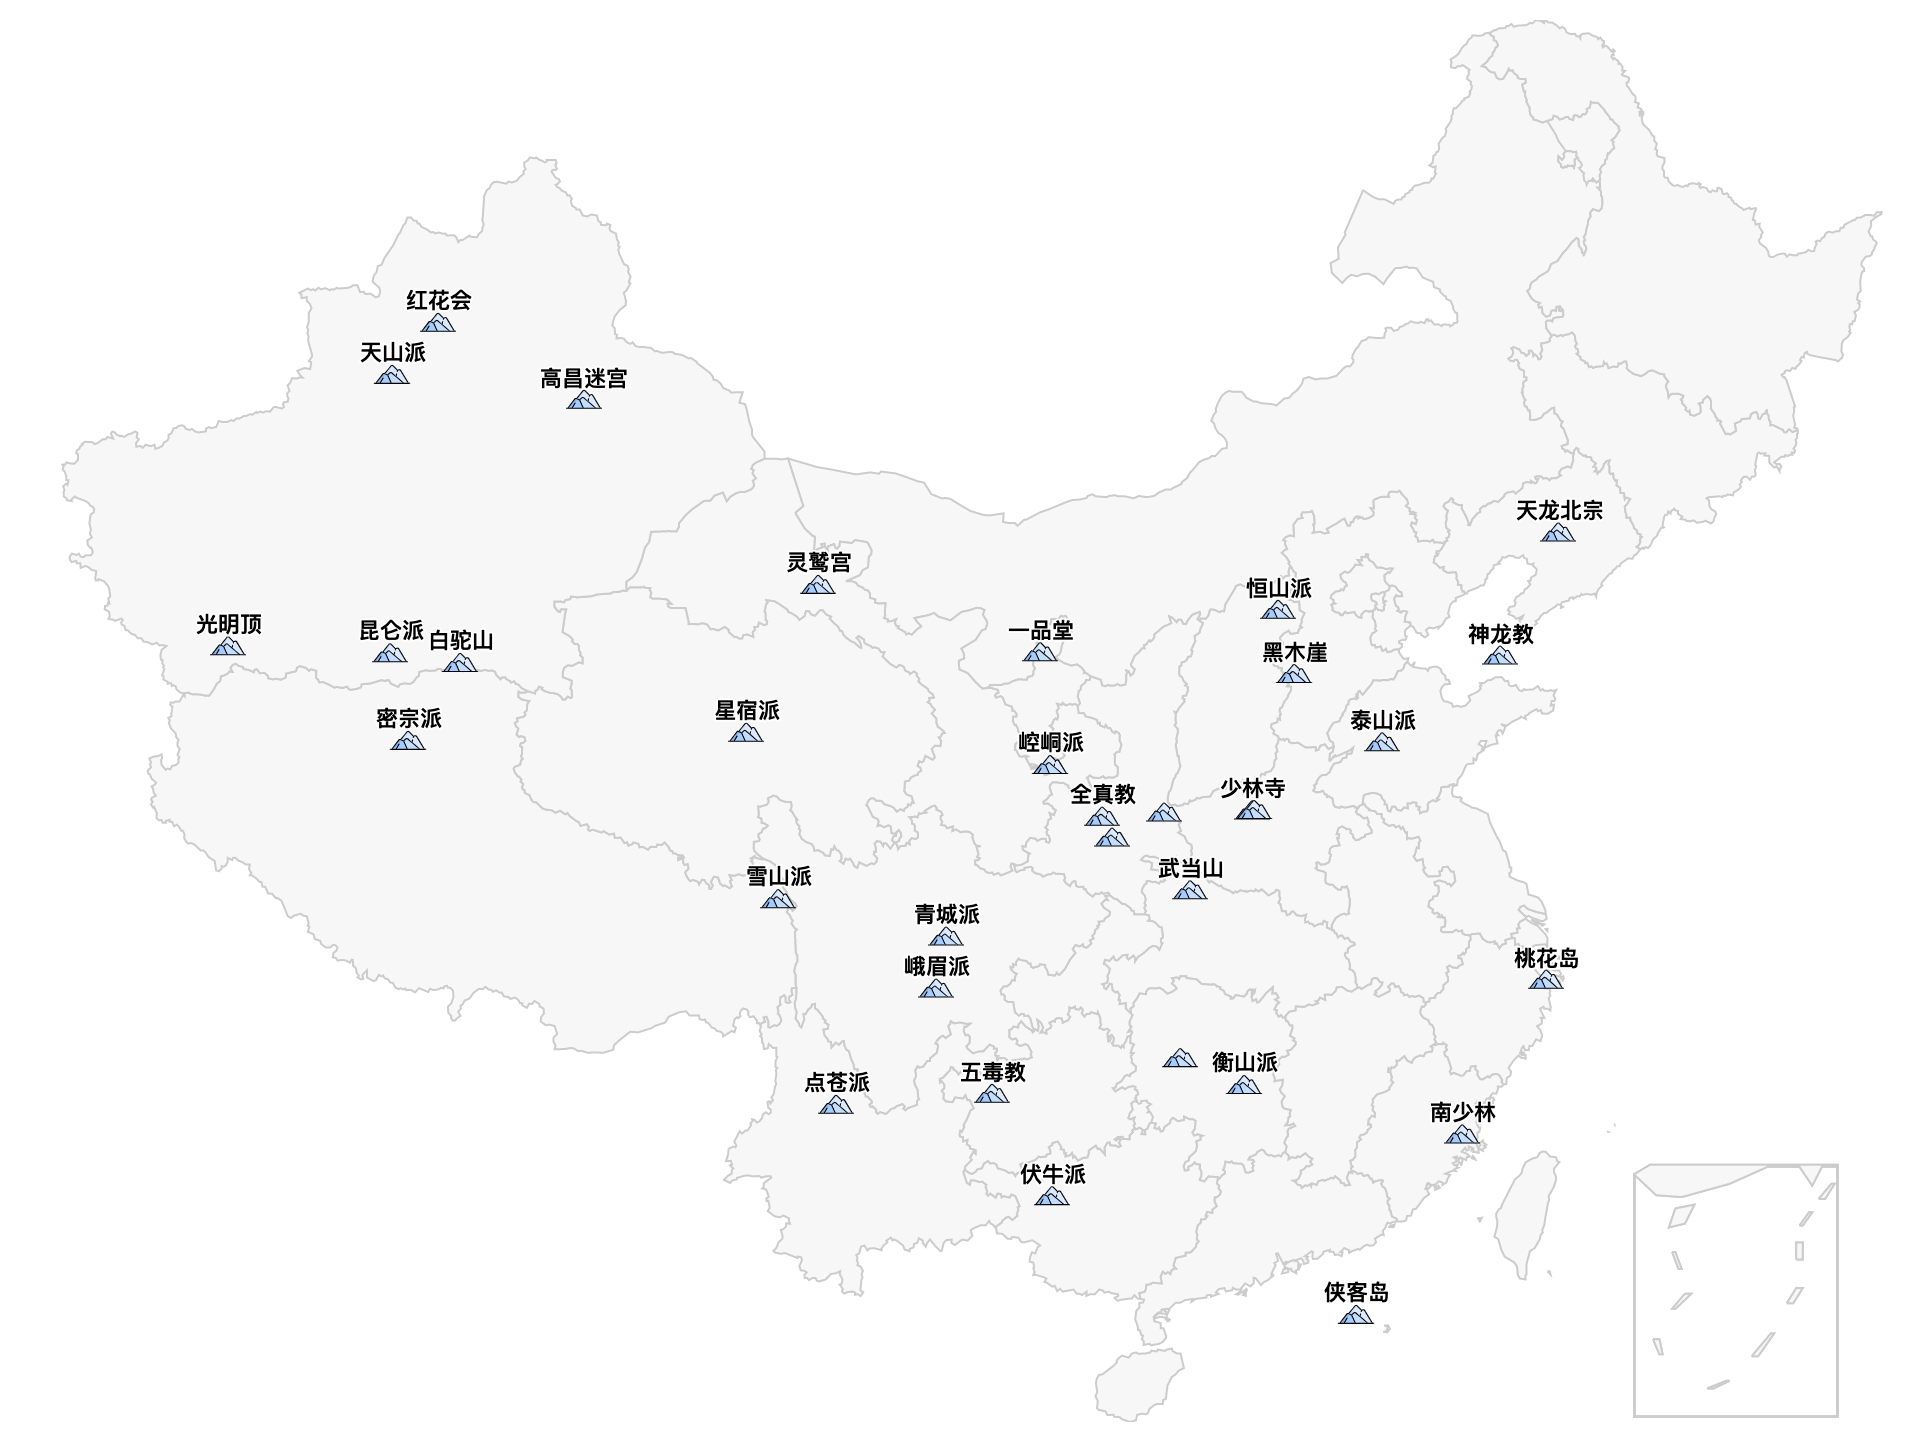 红花会
天山派
高昌迷宫
天龙北宗
灵鹫宫
恒山派
光明顶
昆仑派
白驼山
一品堂
神龙教
黑木崖
密宗派
星宿派
泰山派
崆峒派
少林寺
全真教
武当山
雪山派
青城派
桃花岛
峨眉派
衡山派
五毒教
点苍派
南少林
伏牛派
侠客岛